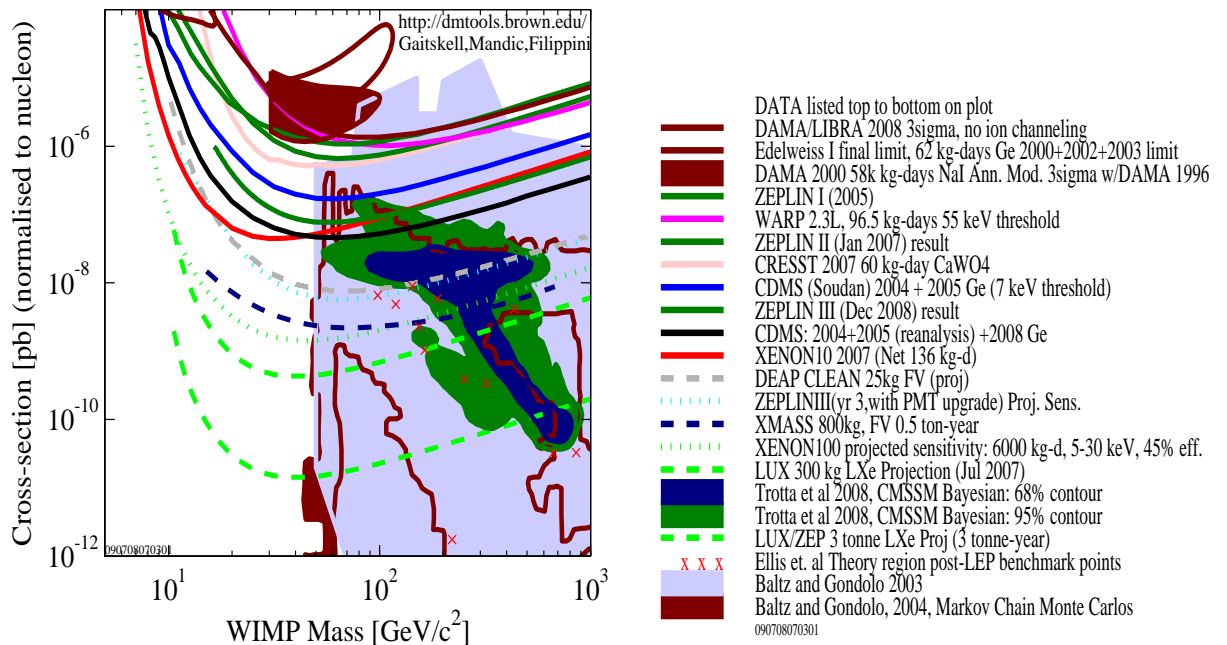 http://dmtools.brown.edu/
Gaitskell,Mandic,Filippini
Cross-section [pb] (normalised to nucleon)
10^-6
10^-8
10^-10
10^-12
090708070301
10^1
10^2
10^3
WIMP Mass [GeV/c^2]
DATA listed top to bottom on plot
DAMA/LIBRA 2008 3sigma, no ion channeling
Edelweiss I final limit, 62 kg-days Ge 2000+2002+2003 limit
DAMA 2000 58k kg-days NaI Ann. Mod. 3sigma w/DAMA 1996
ZEPLIN I (2005)
WARP 2.3L, 96.5 kg-days 55 keV threshold
ZEPLIN II (Jan 2007) result
CRESST 2007 60 kg-day CaWO4
CDMS (Soudan) 2004 + 2005 Ge (7 keV threshold)
ZEPLIN III (Dec 2008) result
CDMS: 2004+2005 (reanalysis) +2008 Ge
XENON10 2007 (Net 136 kg-d)
DEAP CLEAN 25kg FV (proj)
ZEPLINIII(yr 3,with PMT upgrade) Proj. Sens.
XMASS 800kg, FV 0.5 ton-year
XENON100 projected sensitivity: 6000 kg-d, 5-30 keV, 45% eff.
LUX 300 kg LXe Projection (Jul 2007)
Trotta et al 2008, CMSSM Bayesian: 68% contour
Trotta et al 2008, CMSSM Bayesian: 95% contour
LUX/ZEP 3 tonne LXe Proj (3 tonne-year)
x x x Ellis et. al Theory region post-LEP benchmark points
Baltz and Gondolo 2003
Baltz and Gondolo, 2004, Markov Chain Monte Carlos
090708070301